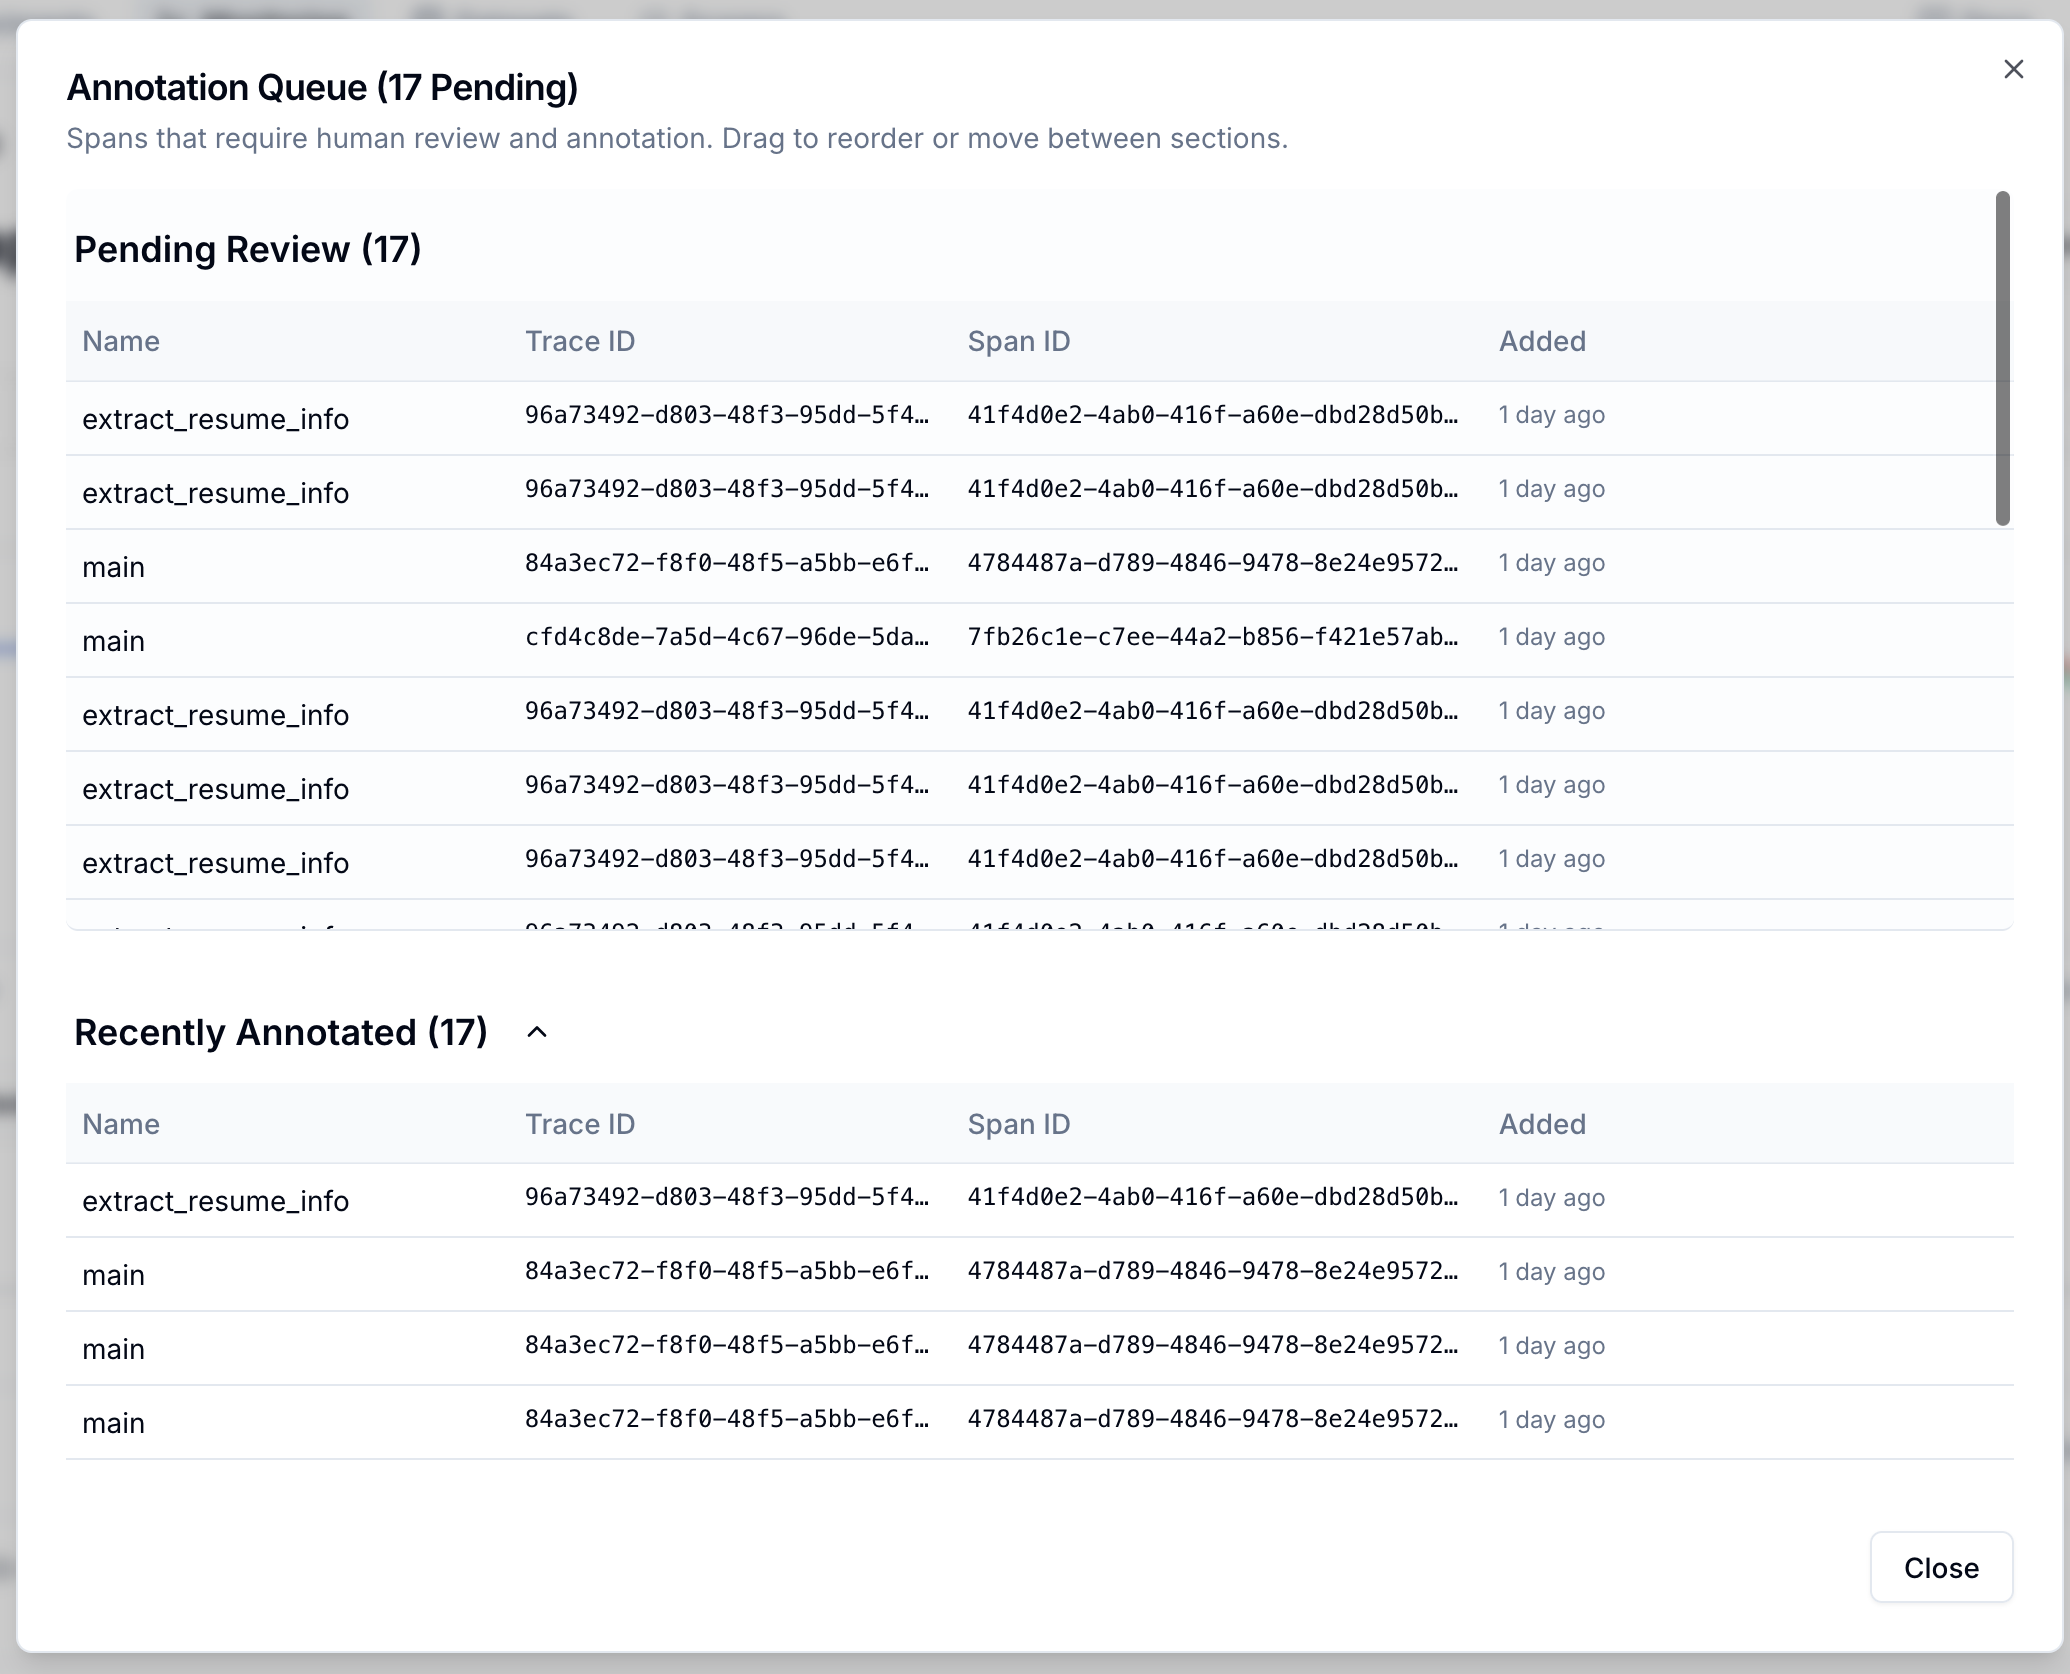 Annotation Queue (17 Pending)
Spans that require human review and annotation. Drag to reorder or move between sections.
Pending Review (17)
Name Trace ID Span ID Added
extract_resume_info 96a73492-d803-48f3-95dd-5f4… 41f4d0e2-4ab0-416f-a60e-dbd28d50b… 1 day ago
extract_resume_info 96a73492-d803-48f3-95dd-5f4… 41f4d0e2-4ab0-416f-a60e-dbd28d50b… 1 day ago
main 84a3ec72-f8f0-48f5-a5bb-e6f… 4784487a-d789-4846-9478-8e24e9572… 1 day ago
main cfd4c8de-7a5d-4c67-96de-5da… 7fb26c1e-c7ee-44a2-b856-f421e57ab… 1 day ago
extract_resume_info 96a73492-d803-48f3-95dd-5f4… 41f4d0e2-4ab0-416f-a60e-dbd28d50b… 1 day ago
extract_resume_info 96a73492-d803-48f3-95dd-5f4… 41f4d0e2-4ab0-416f-a60e-dbd28d50b… 1 day ago
extract_resume_info 96a73492-d803-48f3-95dd-5f4… 41f4d0e2-4ab0-416f-a60e-dbd28d50b… 1 day ago
Recently Annotated (17)
Name Trace ID Span ID Added
extract_resume_info 96a73492-d803-48f3-95dd-5f4… 41f4d0e2-4ab0-416f-a60e-dbd28d50b… 1 day ago
main 84a3ec72-f8f0-48f5-a5bb-e6f… 4784487a-d789-4846-9478-8e24e9572… 1 day ago
main 84a3ec72-f8f0-48f5-a5bb-e6f… 4784487a-d789-4846-9478-8e24e9572… 1 day ago
main 84a3ec72-f8f0-48f5-a5bb-e6f… 4784487a-d789-4846-9478-8e24e9572… 1 day ago
Close